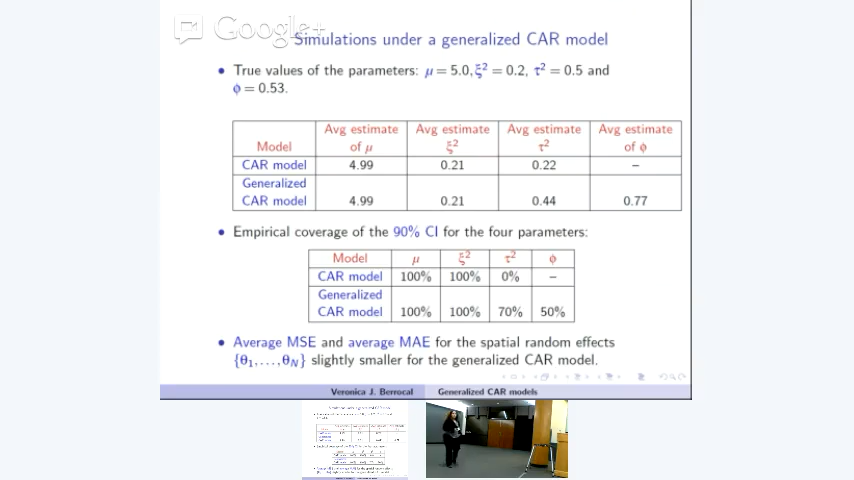 Google+
Simulations under a generalized CAR model
• True values of the parameters: μ = 5.0, ξ² = 0.2, τ² = 0.5 and
ϕ = 0.53.
Model Avg estimate of μ Avg estimate ξ² Avg estimate τ² Avg estimate of ϕ
CAR model 4.99 0.21 0.22 –
Generalized
CAR model 4.99 0.21 0.44 0.77
• Empirical coverage of the 90% CI for the four parameters:
Model μ ξ² τ² ϕ
CAR model 100% 100% 0% –
Generalized
CAR model 100% 100% 70% 50%
• Average MSE and average MAE for the spatial random effects
{θ₁,...,θ_N} slightly smaller for the generalized CAR model.
Veronica J. Berrocal Generalized CAR models